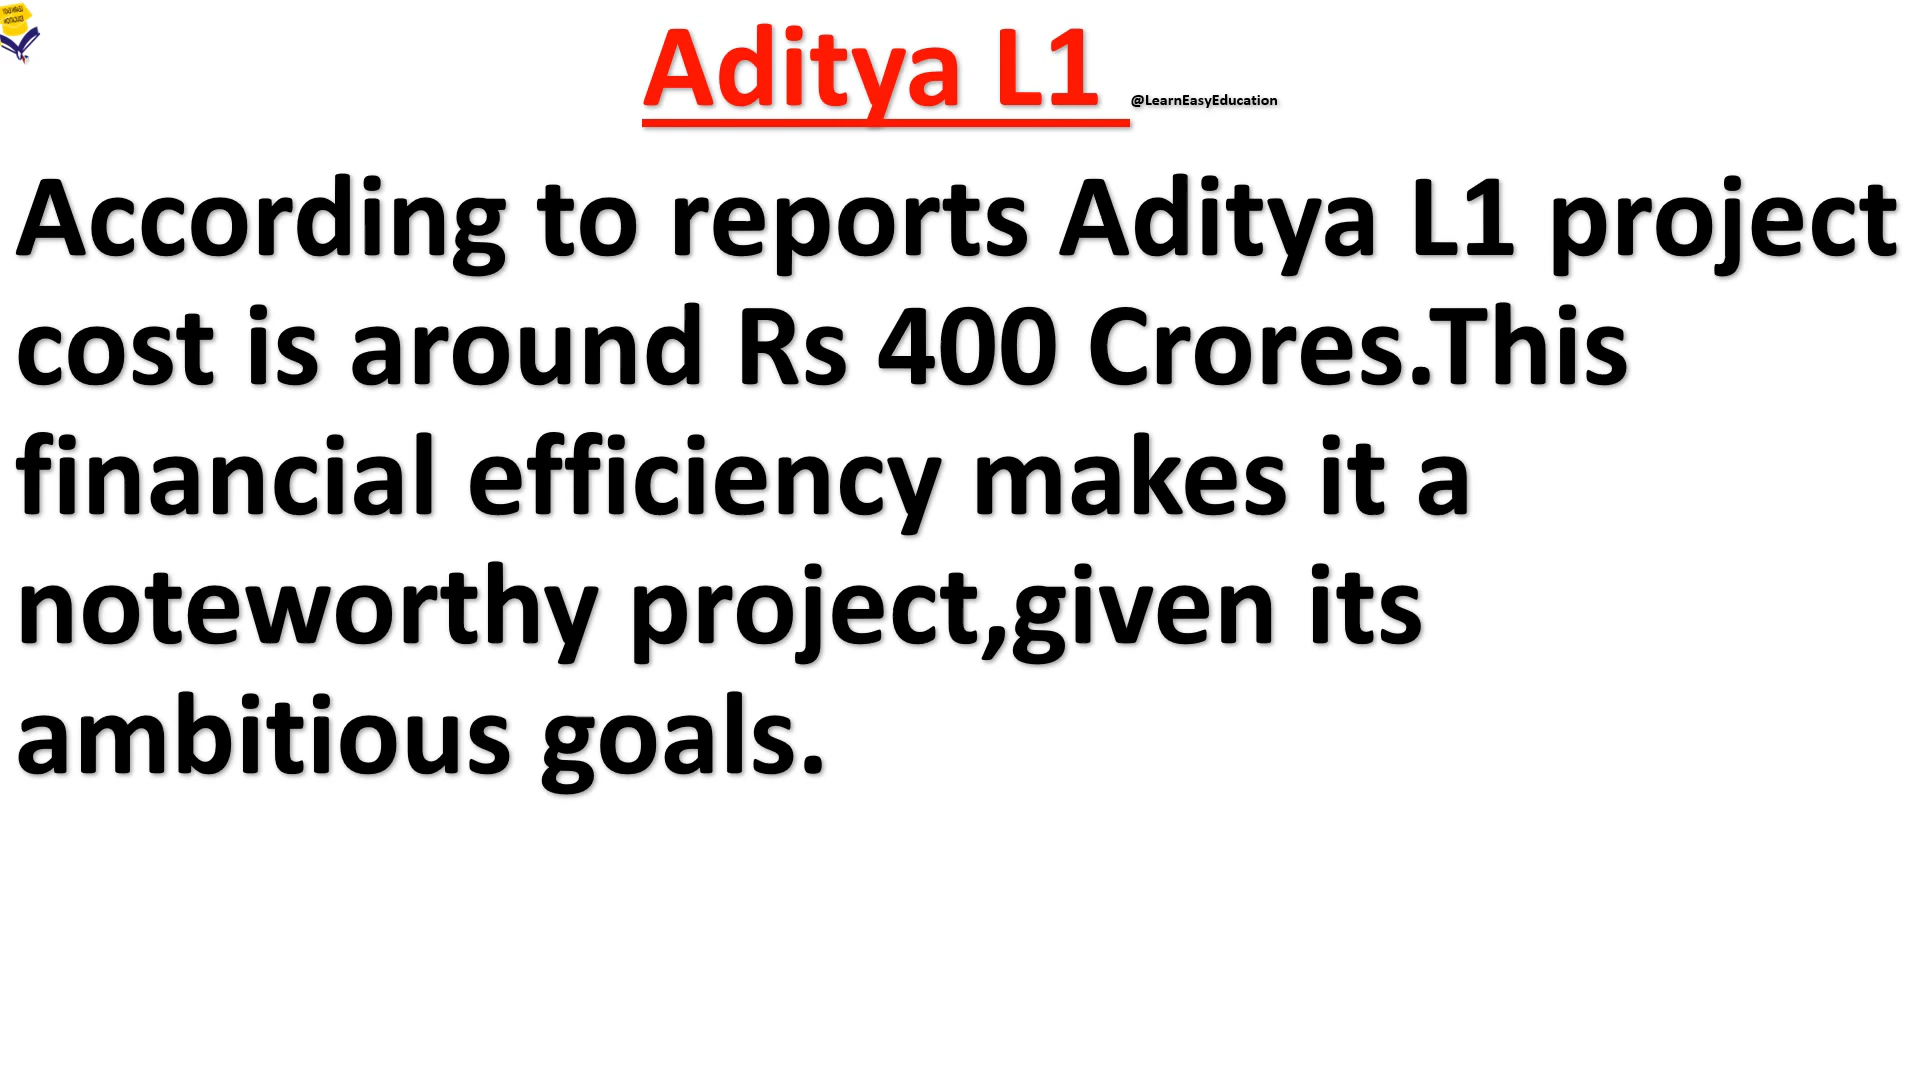 Aditya L1 @LearnEasyEducation
According to reports Aditya L1 project
cost is around Rs 400 Crores.This
financial efficiency makes it a
noteworthy project,given its
ambitious goals.